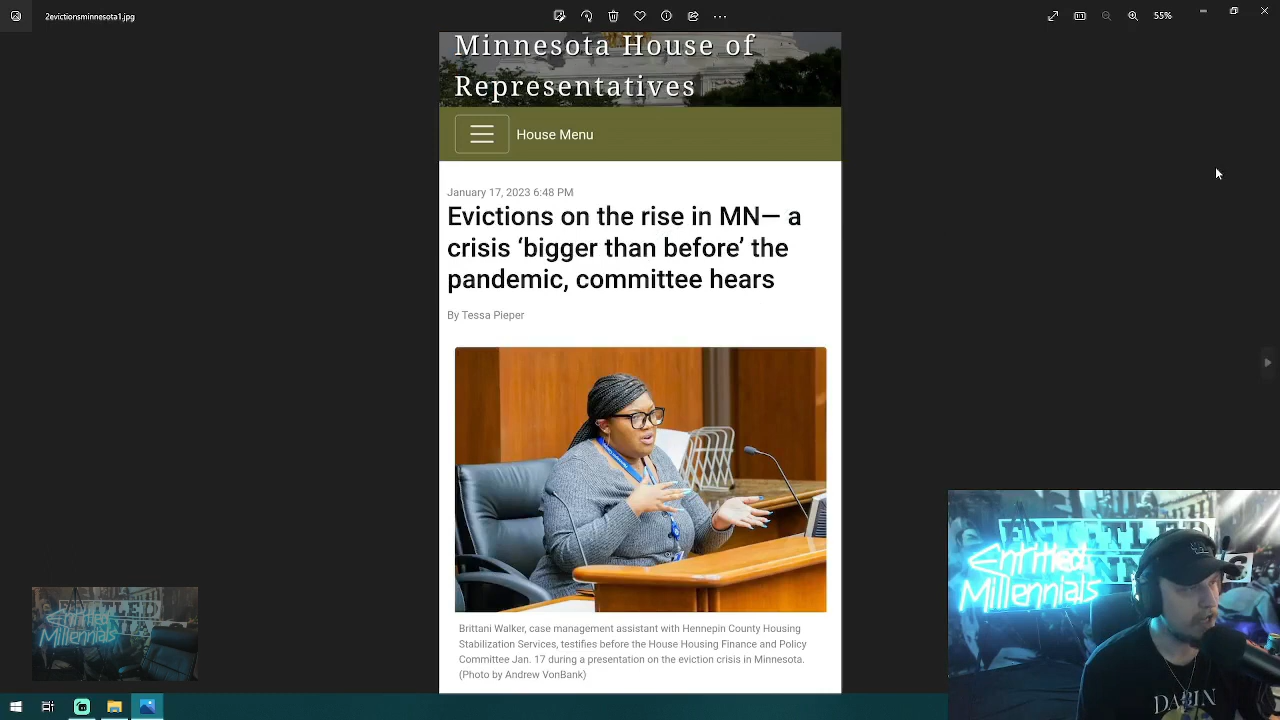 2evictionsminnesota1.jpg
55%
Minnesota House of
Representatives
House Menu
January 17, 2023 6:48 PM
Evictions on the rise in MN— a
crisis ‘bigger than before’ the
pandemic, committee hears
By Tessa Pieper
Brittani Walker, case management assistant with Hennepin County Housing
Stabilization Services, testifies before the House Housing Finance and Policy
Committee Jan. 17 during a presentation on the eviction crisis in Minnesota.
(Photo by Andrew VonBank)
Entitled
Millennials
Entitled
Millennials